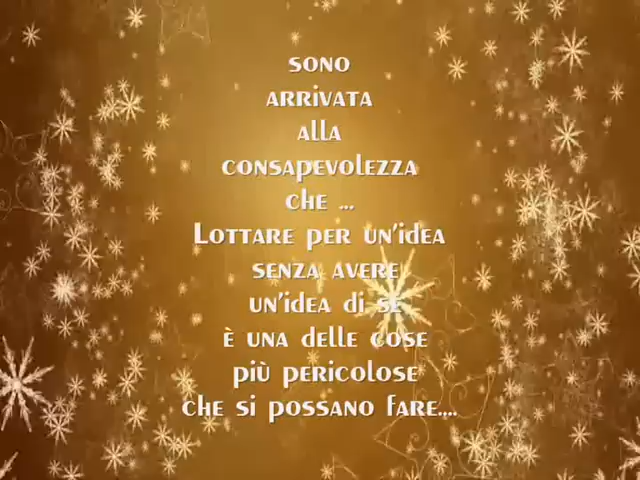 sono
arrivata
alla
consapevolezza
che ...
Lottare per un'idea
senza avere
un'idea di sé
è una delle cose
più pericolose
che si possano fare....